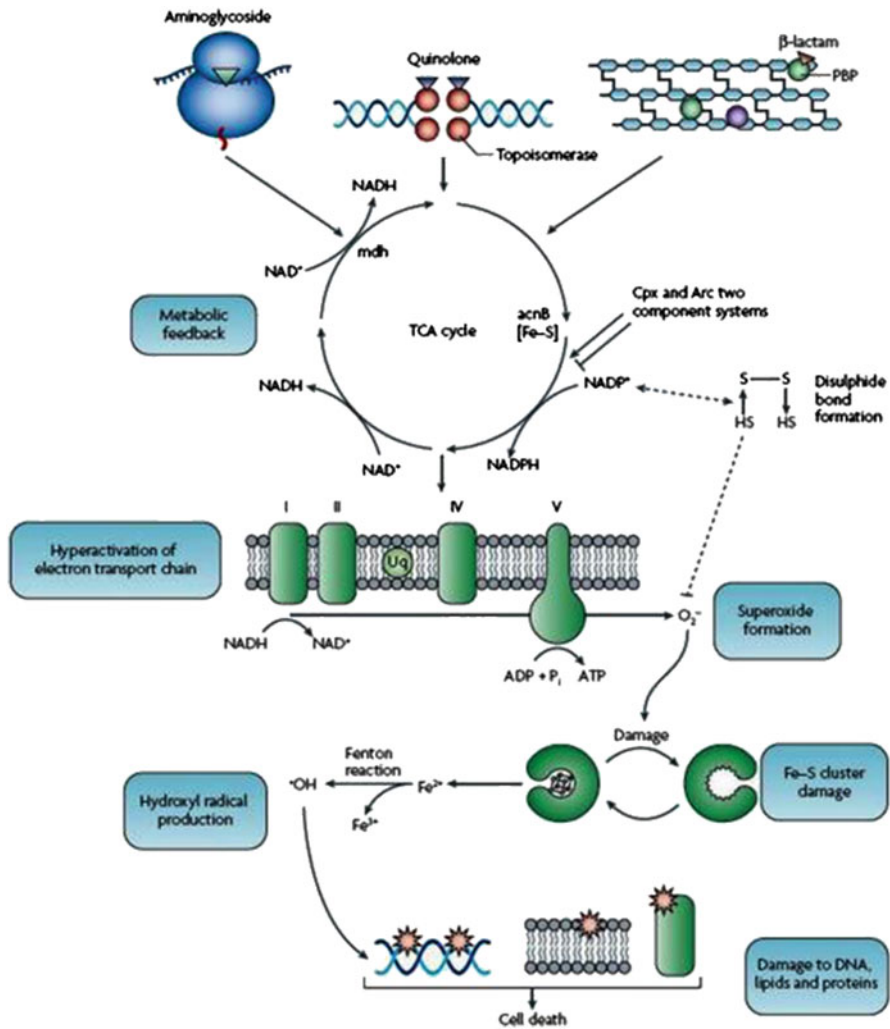 Aminoglycoside
Quinolone
β-lactam
PBP
Topoisomerase
NADH
mdh
NAD⁺
Metabolic
feedback
TCA cycle
acnB
[Fe–S]
Cpx and Arc two
component systems
NADP⁺
S S
HS HS
Disulphide
bond
formation
NADH
NAD⁺
NADPH
I II IV V
Hyperactivation of
electron transport chain
Uq
O₂⁻
Superoxide
formation
NADH NAD⁺
ADP + Pᵢ ATP
Damage
Fe–S cluster
damage
Fenton
reaction
Hydroxyl radical
production
•OH
Fe²⁺
Fe³⁺
Damage to DNA,
lipids and proteins
Cell death